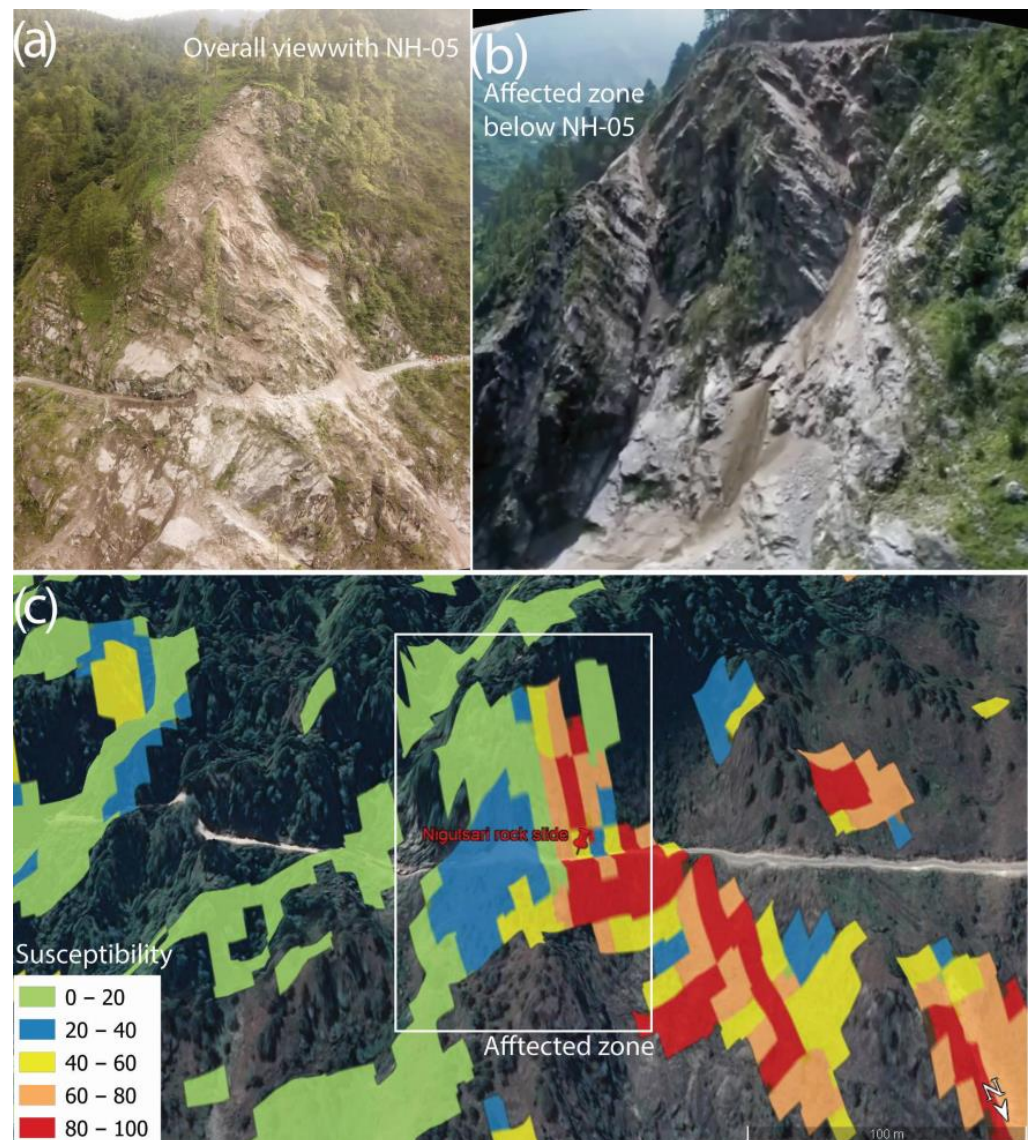 (a)
Overall viewwith NH-05
(b)
Affected zone
below NH-05
(c)
Nigulsari rock slide
Afftected zone
Susceptibility
0 – 20
20 – 40
40 – 60
60 – 80
80 – 100
N
100 m